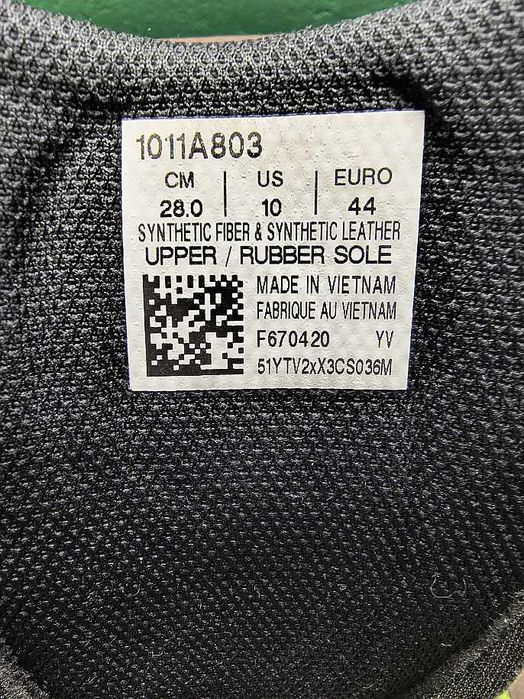 1011A803
CM | US | EURO
28.0 | 10 | 44
SYNTHETIC FIBER & SYNTHETIC LEATHER
UPPER / RUBBER SOLE
MADE IN VIETNAM
FABRIQUE AU VIETNAM
F670420 YV
51YTV2xX3CS036M